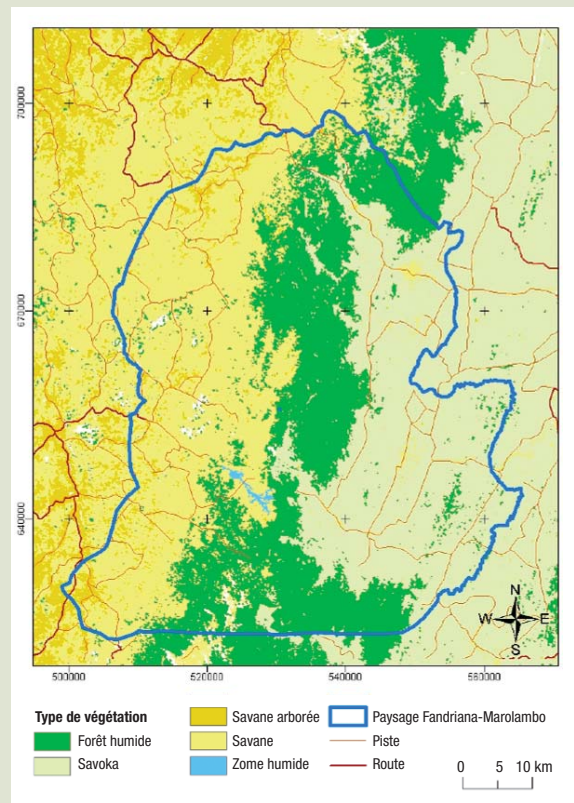 700000
670000
640000
500000 520000 540000 560000
N
W E
S
Type de végétation
Forêt humide
Savoka
Savane arborée
Savane
Zome humide
Paysage Fandriana-Marolambo
Piste
Route
0 5 10 km